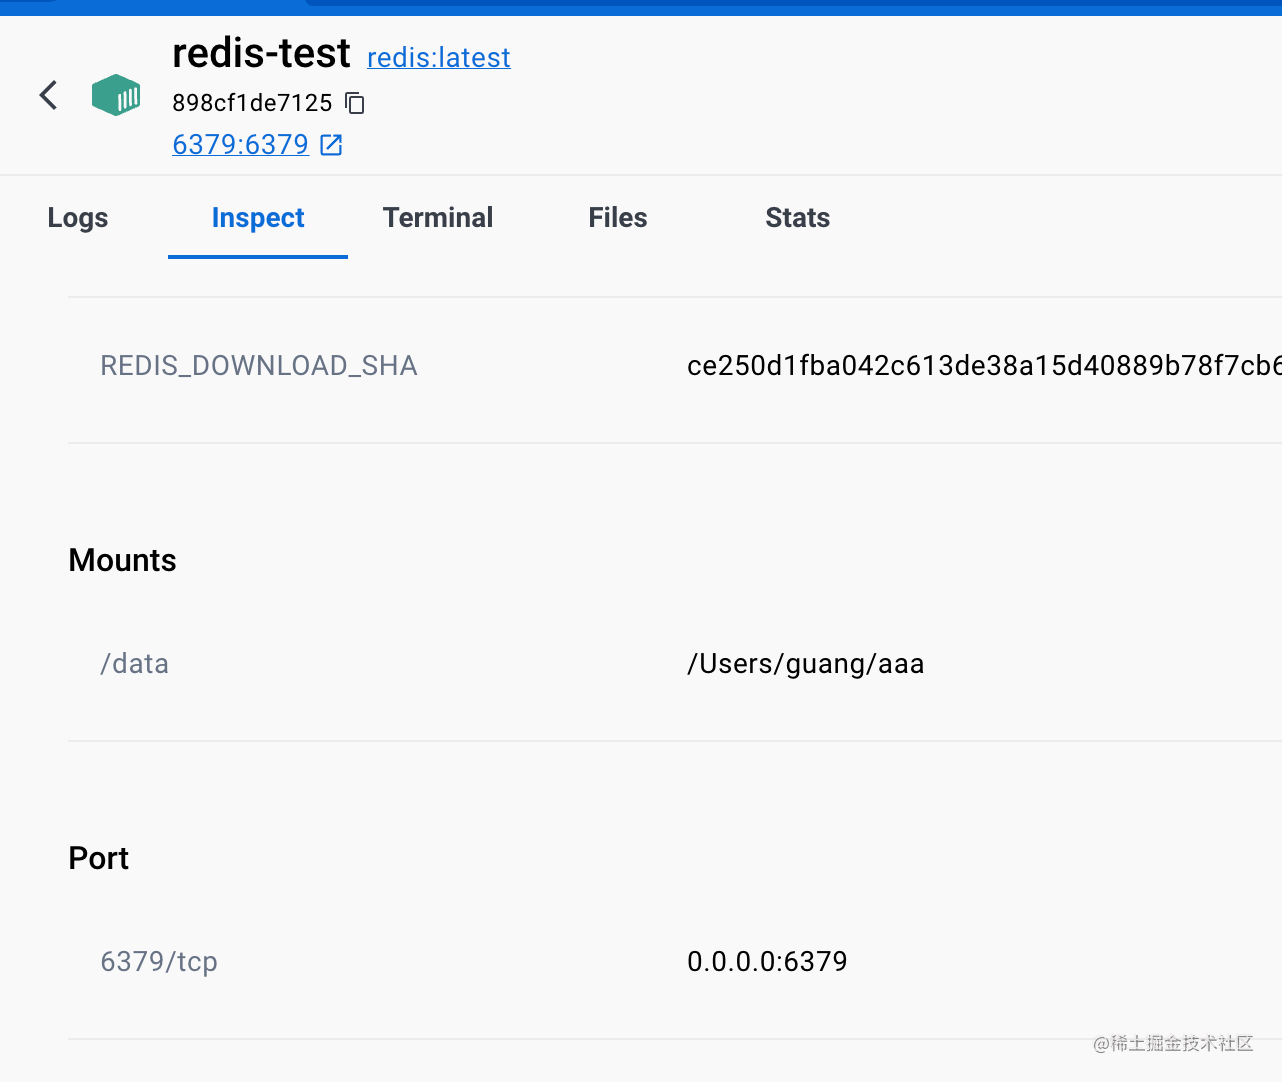 redis-test redis:latest
898cf1de7125
6379:6379
Logs Inspect Terminal Files Stats
REDIS_DOWNLOAD_SHA ce250d1fba042c613de38a15d40889b78f7cb6
Mounts
/data /Users/guang/aaa
Port
6379/tcp 0.0.0.0:6379
@稀土掘金技术社区